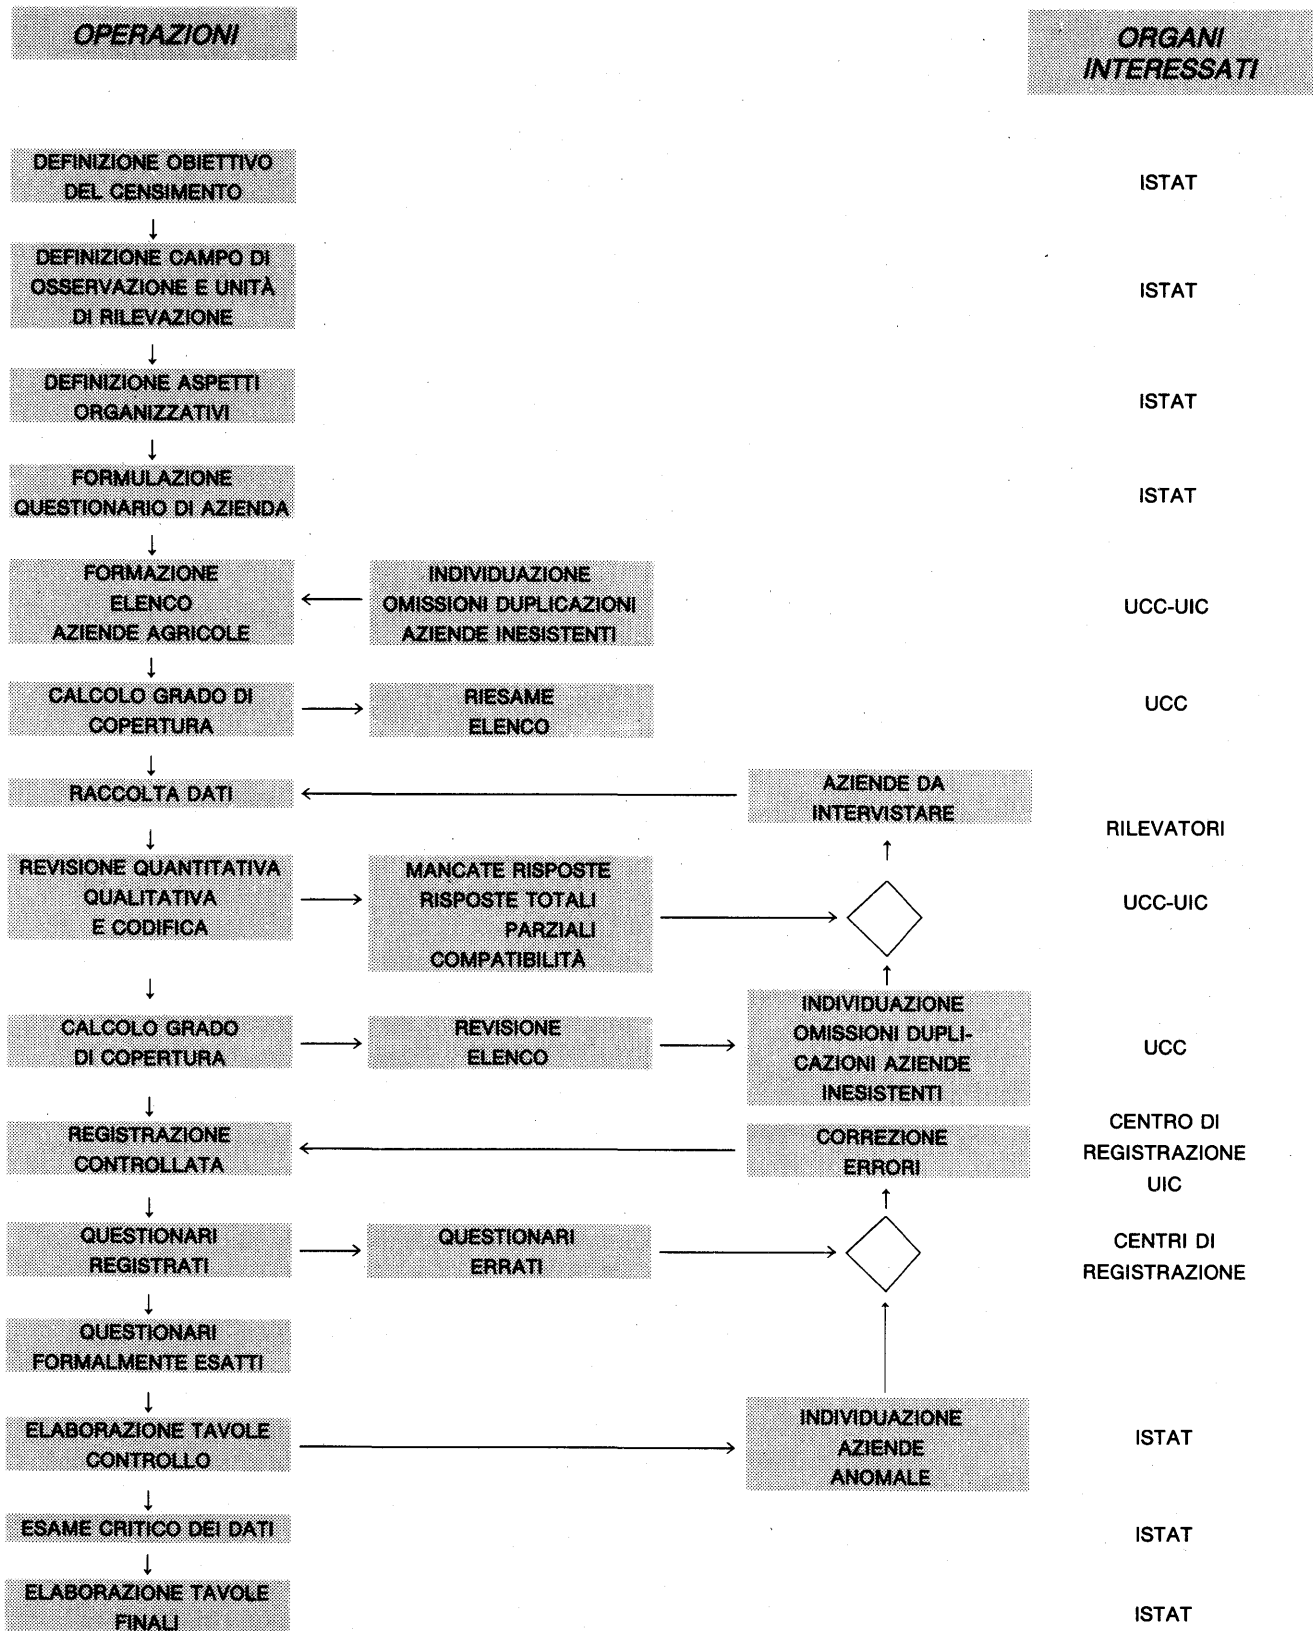 OPERAZIONI
ORGANI
INTERESSATI
DEFINIZIONE OBIETTIVO
DEL CENSIMENTO
ISTAT
DEFINIZIONE CAMPO DI
OSSERVAZIONE E UNITÀ
DI RILEVAZIONE
ISTAT
DEFINIZIONE ASPETTI
ORGANIZZATIVI
ISTAT
FORMULAZIONE
QUESTIONARIO DI AZIENDA
ISTAT
FORMAZIONE
ELENCO
AZIENDE AGRICOLE
INDIVIDUAZIONE
OMISSIONI DUPLICAZIONI
AZIENDE INESISTENTI
UCC-UIC
CALCOLO GRADO DI
COPERTURA
RIESAME
ELENCO
UCC
RACCOLTA DATI
AZIENDE DA
INTERVISTARE
RILEVATORI
REVISIONE QUANTITATIVA
QUALITATIVA
E CODIFICA
MANCATE RISPOSTE
RISPOSTE TOTALI
PARZIALI
COMPATIBILITÀ
UCC-UIC
CALCOLO GRADO
DI COPERTURA
REVISIONE
ELENCO
INDIVIDUAZIONE
OMISSIONI DUPLI-
CAZIONI AZIENDE
INESISTENTI
UCC
REGISTRAZIONE
CONTROLLATA
CORREZIONE
ERRORI
CENTRO DI
REGISTRAZIONE
UIC
QUESTIONARI
REGISTRATI
QUESTIONARI
ERRATI
CENTRI DI
REGISTRAZIONE
QUESTIONARI
FORMALMENTE ESATTI
ELABORAZIONE TAVOLE
CONTROLLO
INDIVIDUAZIONE
AZIENDE
ANOMALE
ISTAT
ESAME CRITICO DEI DATI
ISTAT
ELABORAZIONE TAVOLE
FINALI
ISTAT